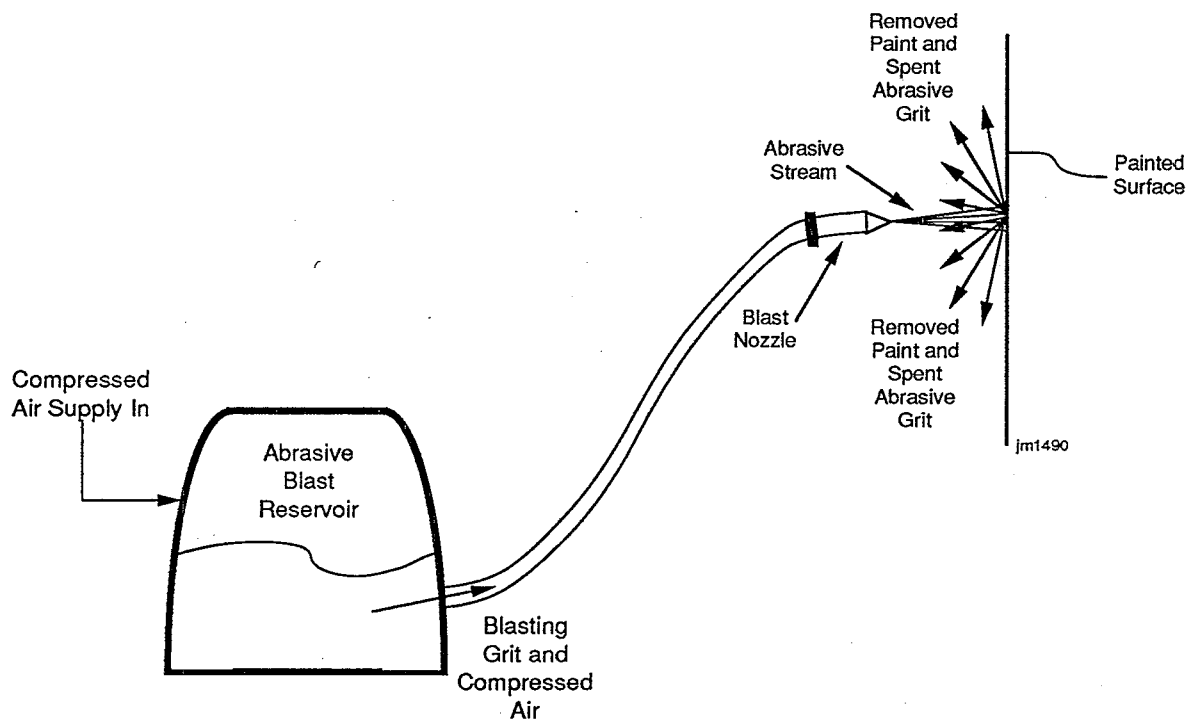 Removed
Paint and
Spent
Abrasive
Grit
Abrasive
Stream
Painted
Surface
Blast
Nozzle
Removed
Paint and
Spent
Abrasive
Grit
jm1490
Compressed
Air Supply In
Abrasive
Blast
Reservoir
Blasting
Grit and
Compressed
Air